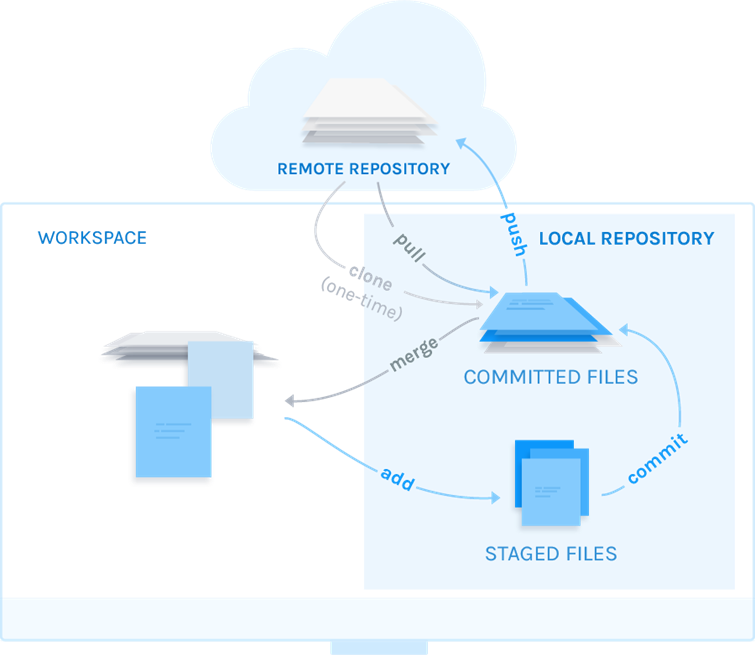 REMOTE REPOSITORY
WORKSPACE
LOCAL REPOSITORY
push
pull
clone
(one-time)
merge
COMMITTED FILES
add
commit
STAGED FILES